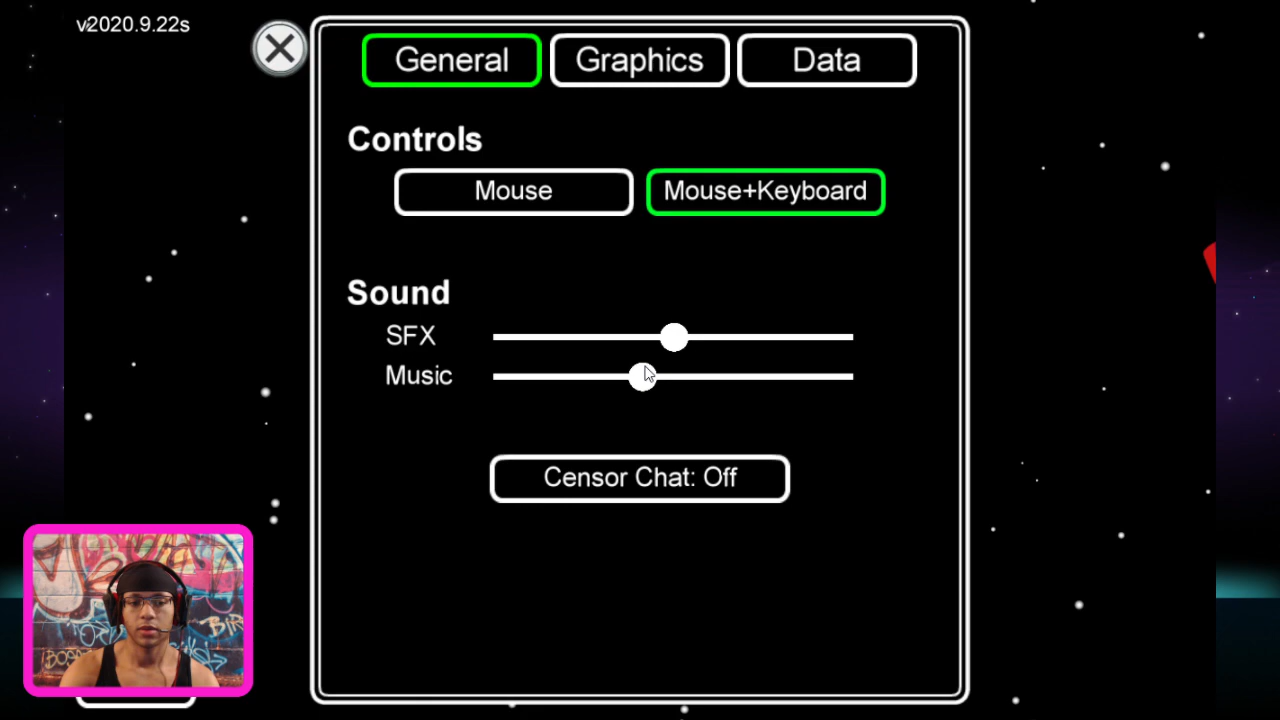 v2020.9.22s
General
Graphics
Data
Controls
Mouse
Mouse+Keyboard
Sound
SFX
Music
Censor Chat: Off